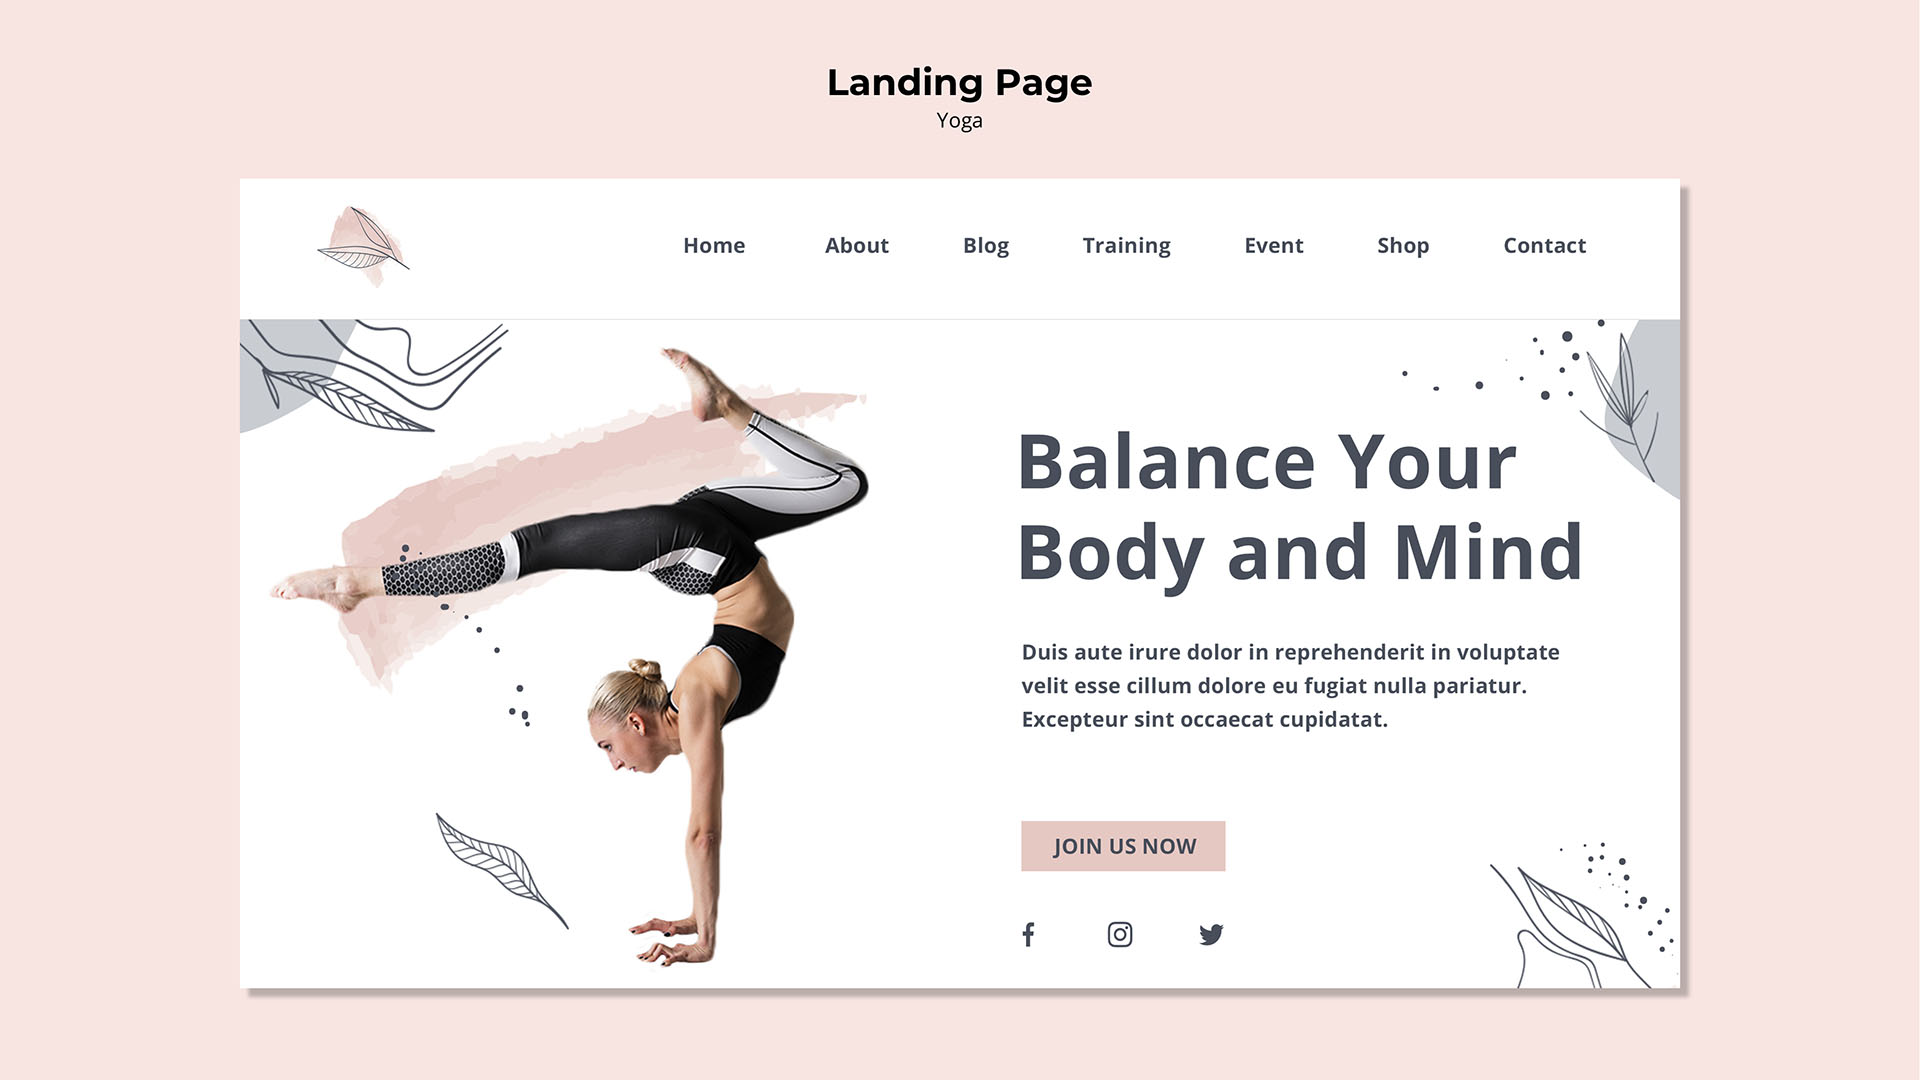 Landing Page
Yoga
Home About Blog Training Event Shop Contact
Balance Your
Body and Mind
Duis aute irure dolor in reprehenderit in voluptate
velit esse cillum dolore eu fugiat nulla pariatur.
Excepteur sint occaecat cupidatat.
JOIN US NOW